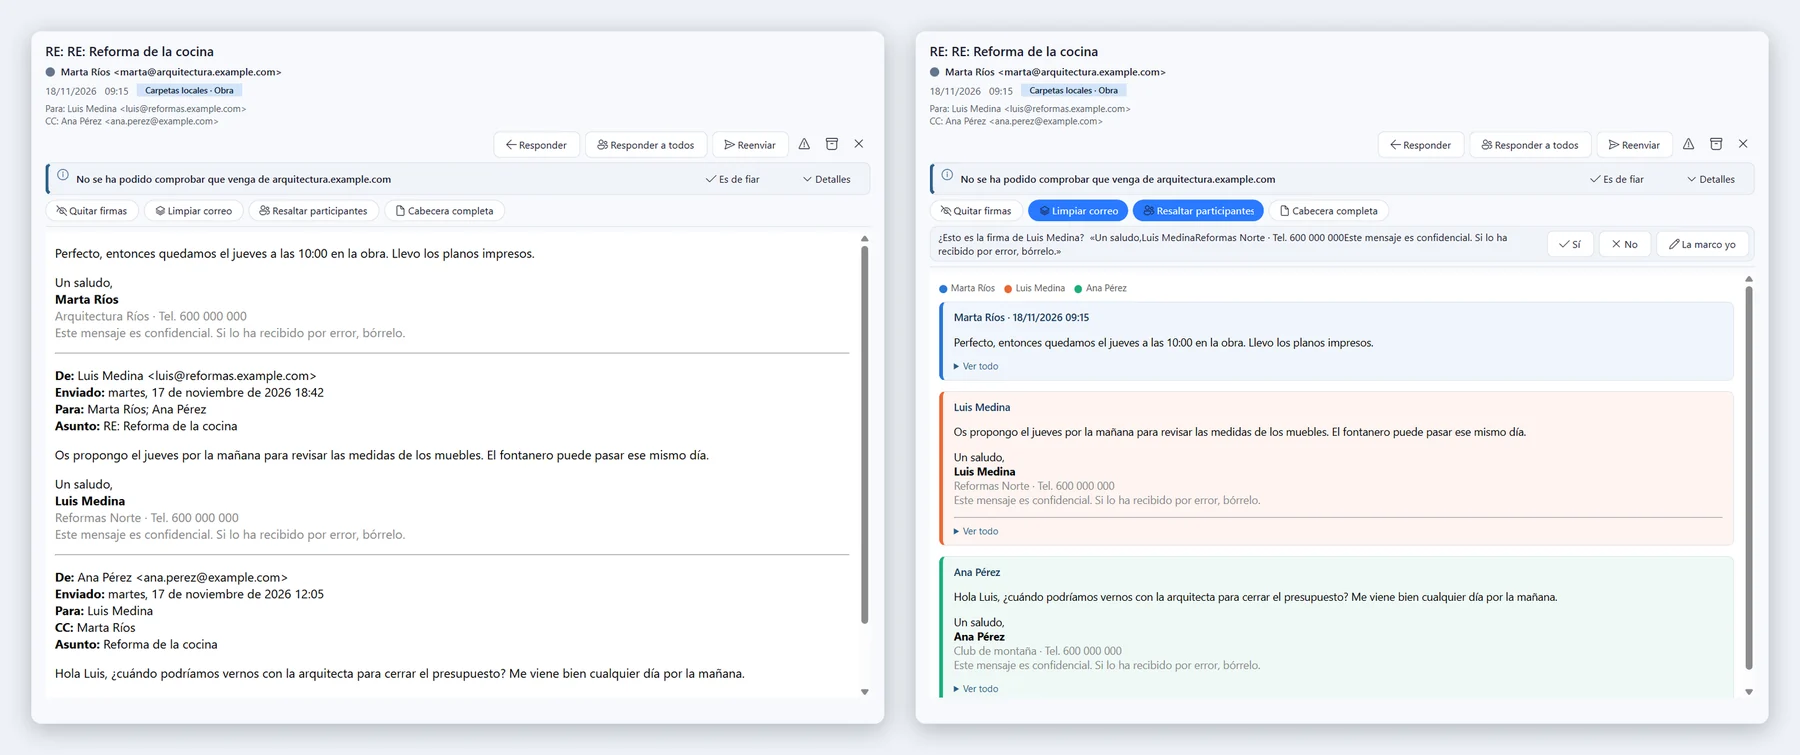 RE: RE: Reforma de la cocina
Marta Ríos <marta@arquitectura.example.com>
18/11/2026 09:15 Carpetas locales · Obra
Para: Luis Medina <luis@reformas.example.com>
CC: Ana Pérez <ana.perez@example.com>
Responder Responder a todos Reenviar
No se ha podido comprobar que venga de arquitectura.example.com Es de fiar Detalles
Quitar firmas Limpiar correo Resaltar participantes Cabecera completa
Perfecto, entonces quedamos el jueves a las 10:00 en la obra. Llevo los planos impresos.
Un saludo,
Marta Ríos
Arquitectura Ríos · Tel. 600 000 000
Este mensaje es confidencial. Si lo ha recibido por error, bórrelo.
De: Luis Medina <luis@reformas.example.com>
Enviado: martes, 17 de noviembre de 2026 18:42
Para: Marta Ríos; Ana Pérez
Asunto: RE: Reforma de la cocina
Os propongo el jueves por la mañana para revisar las medidas de los muebles. El fontanero puede pasar ese mismo día.
Un saludo,
Luis Medina
Reformas Norte · Tel. 600 000 000
Este mensaje es confidencial. Si lo ha recibido por error, bórrelo.
De: Ana Pérez <ana.perez@example.com>
Enviado: martes, 17 de noviembre de 2026 12:05
Para: Luis Medina
CC: Marta Ríos
Asunto: Reforma de la cocina
Hola Luis, ¿cuándo podríamos vernos con la arquitecta para cerrar el presupuesto? Me viene bien cualquier día por la mañana.
RE: RE: Reforma de la cocina
Marta Ríos <marta@arquitectura.example.com>
18/11/2026 09:15 Carpetas locales · Obra
Para: Luis Medina <luis@reformas.example.com>
CC: Ana Pérez <ana.perez@example.com>
Responder Responder a todos Reenviar
No se ha podido comprobar que venga de arquitectura.example.com Es de fiar Detalles
Quitar firmas Limpiar correo Resaltar participantes Cabecera completa
¿Esto es la firma de Luis Medina? «Un saludo,Luis MedinaReformas Norte · Tel. 600 000 000Este mensaje es confidencial. Si lo ha
recibido por error, bórrelo.»
Sí No La marco yo
Marta Ríos Luis Medina Ana Pérez
Marta Ríos · 18/11/2026 09:15
Perfecto, entonces quedamos el jueves a las 10:00 en la obra. Llevo los planos impresos.
Ver todo
Luis Medina
Os propongo el jueves por la mañana para revisar las medidas de los muebles. El fontanero puede pasar ese mismo día.
Un saludo,
Luis Medina
Reformas Norte · Tel. 600 000 000
Este mensaje es confidencial. Si lo ha recibido por error, bórrelo.
Ver todo
Ana Pérez
Hola Luis, ¿cuándo podríamos vernos con la arquitecta para cerrar el presupuesto? Me viene bien cualquier día por la mañana.
Un saludo,
Ana Pérez
Club de montaña · Tel. 600 000 000
Este mensaje es confidencial. Si lo ha recibido por error, bórrelo.
Ver todo